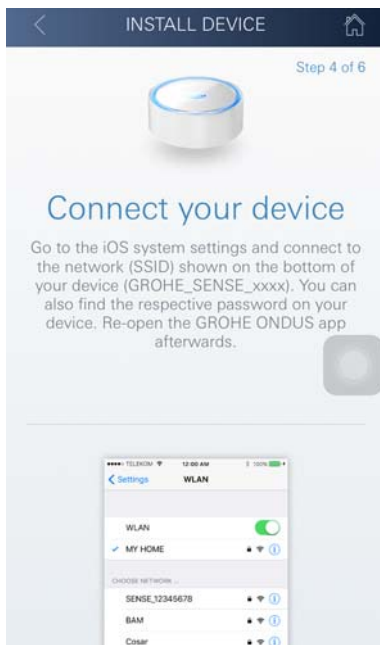 INSTALL DEVICE
Step 4 of 6
Connect your device
Go to the iOS system settings and connect to
the network (SSID) shown on the bottom of
your device (GROHE_SENSE_xxxx). You can
also find the respective password on your
device. Re-open the GROHE ONDUS app
afterwards.
TELEKOM 12:00 AM 100%
Settings WLAN
WLAN
MY HOME
CHOOSE NETWORK ...
SENSE_12345678
BAM
Cosar